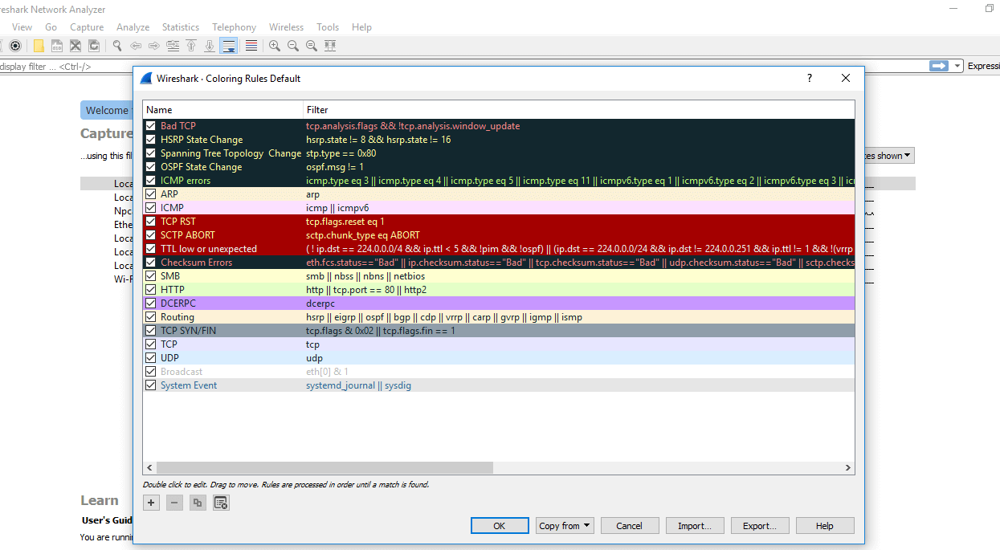 reshark Network Analyzer
View Go Capture Analyze Statistics Telephony Wireless Tools Help
display filter ... <Ctrl-/>
Expressi
Wireshark · Coloring Rules Default
?
Welcome
Capture
...using this fil
es shown
Loca
Loca
Npc
Ethe
Loca
Loca
Loca
Wi-F
Name Filter
Bad TCP tcp.analysis.flags && !tcp.analysis.window_update
HSRP State Change hsrp.state != 8 && hsrp.state != 16
Spanning Tree Topology Change stp.type == 0x80
OSPF State Change ospf.msg != 1
ICMP errors icmp.type eq 3 || icmp.type eq 4 || icmp.type eq 5 || icmp.type eq 11 || icmpv6.type eq 1 || icmpv6.type eq 2 || icmpv6.type eq 3 || ic
ARP arp
ICMP icmp || icmpv6
TCP RST tcp.flags.reset eq 1
SCTP ABORT sctp.chunk_type eq ABORT
TTL low or unexpected ( ! ip.dst == 224.0.0.0/4 && ip.ttl < 5 && !pim && !ospf) || (ip.dst == 224.0.0.0/24 && ip.dst != 224.0.0.251 && ip.ttl != 1 && !(vrrp
Checksum Errors eth.fcs.status=="Bad" || ip.checksum.status=="Bad" || tcp.checksum.status=="Bad" || udp.checksum.status=="Bad" || sctp.checks
SMB smb || nbss || nbns || netbios
HTTP http || tcp.port == 80 || http2
DCERPC dcerpc
Routing hsrp || eigrp || ospf || bgp || cdp || vrrp || carp || gvrp || igmp || ismp
TCP SYN/FIN tcp.flags & 0x02 || tcp.flags.fin == 1
TCP tcp
UDP udp
Broadcast eth[0] & 1
System Event systemd_journal || sysdig
Double click to edit. Drag to move. Rules are processed in order until a match is found.
Learn
User's Guid
You are runni
OK Copy from Cancel Import... Export... Help